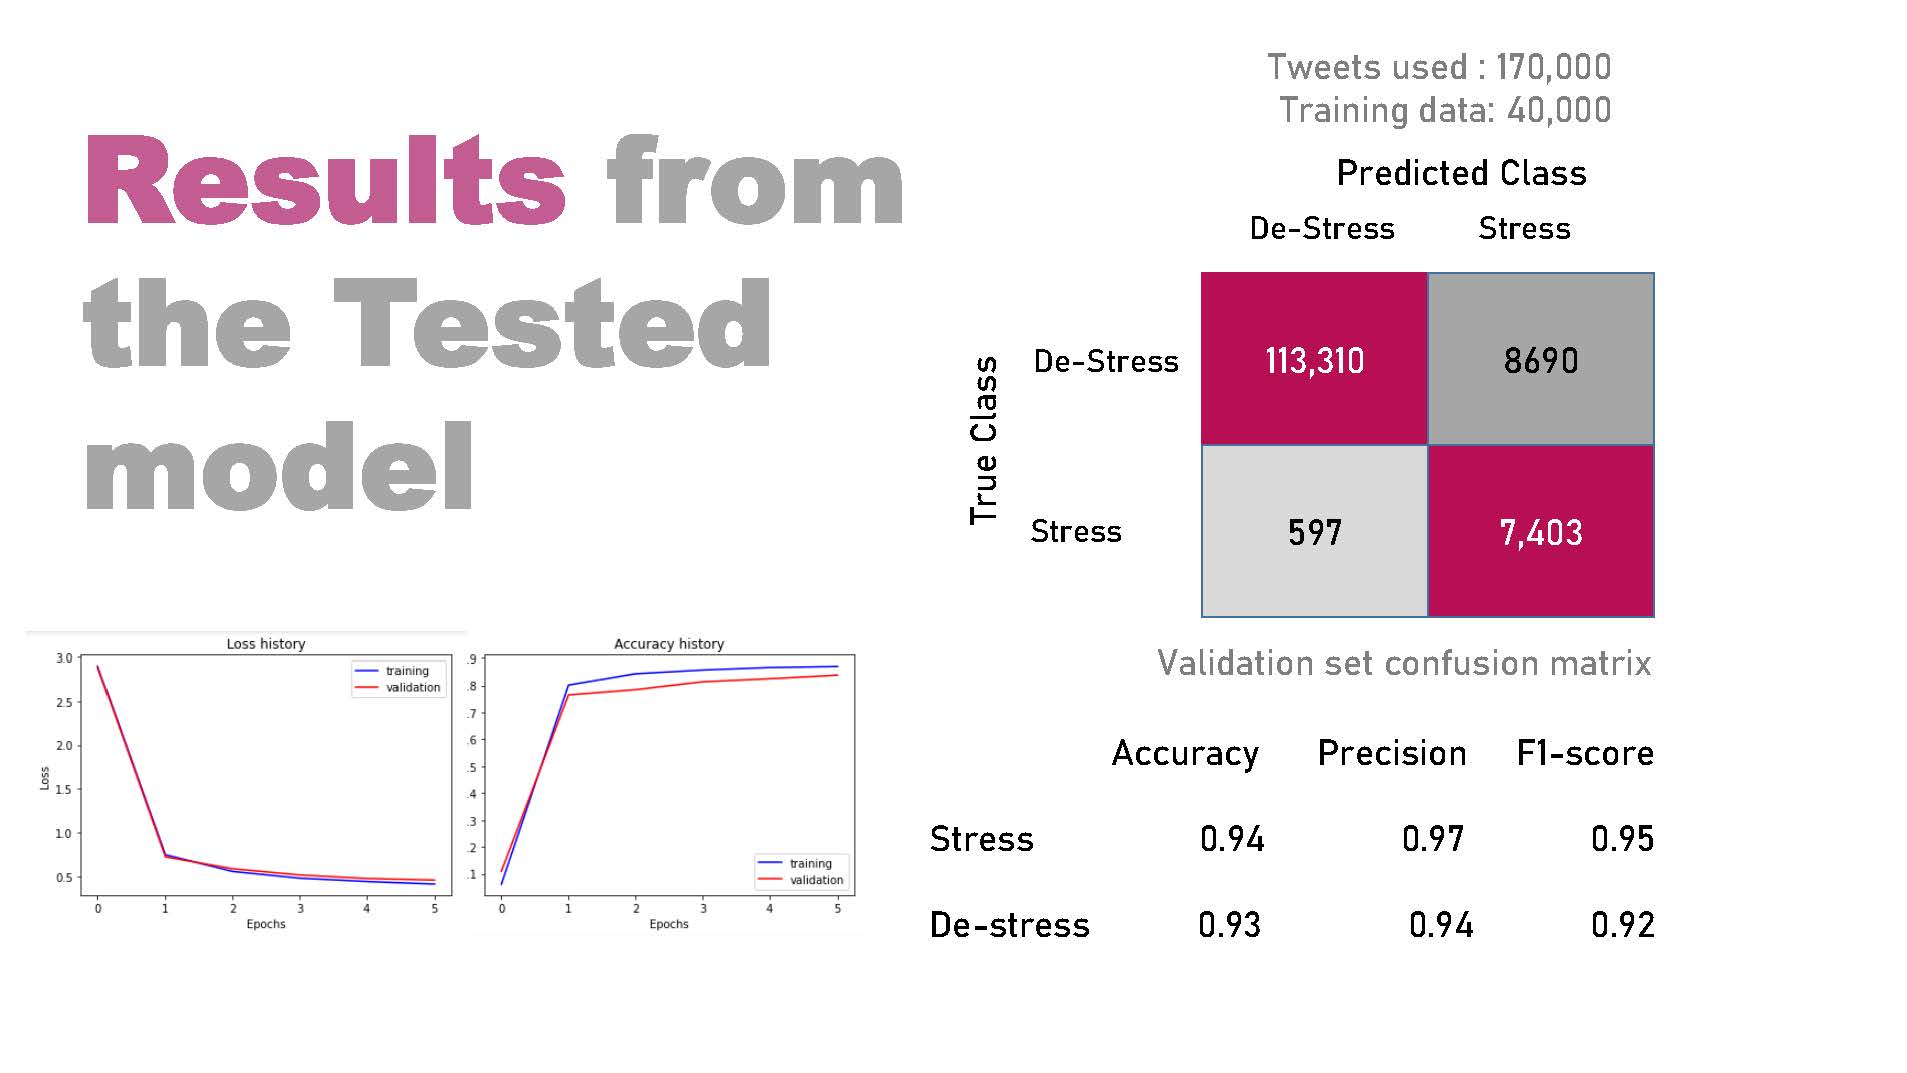 Results from
the Tested
model
Tweets used : 170,000
Training data: 40,000
Predicted Class
De-Stress Stress
True Class
De-Stress 113,310 8690
Stress 597 7,403
Validation set confusion matrix
Loss history
training
validation
3.0
2.5
2.0
1.5
1.0
0.5
Loss
0 1 2 3 4 5
Epochs
Accuracy history
.9
.8
.7
.6
.5
.4
.3
.2
.1
training
validation
0 1 2 3 4 5
Epochs
Accuracy Precision F1-score
Stress 0.94 0.97 0.95
De-stress 0.93 0.94 0.92